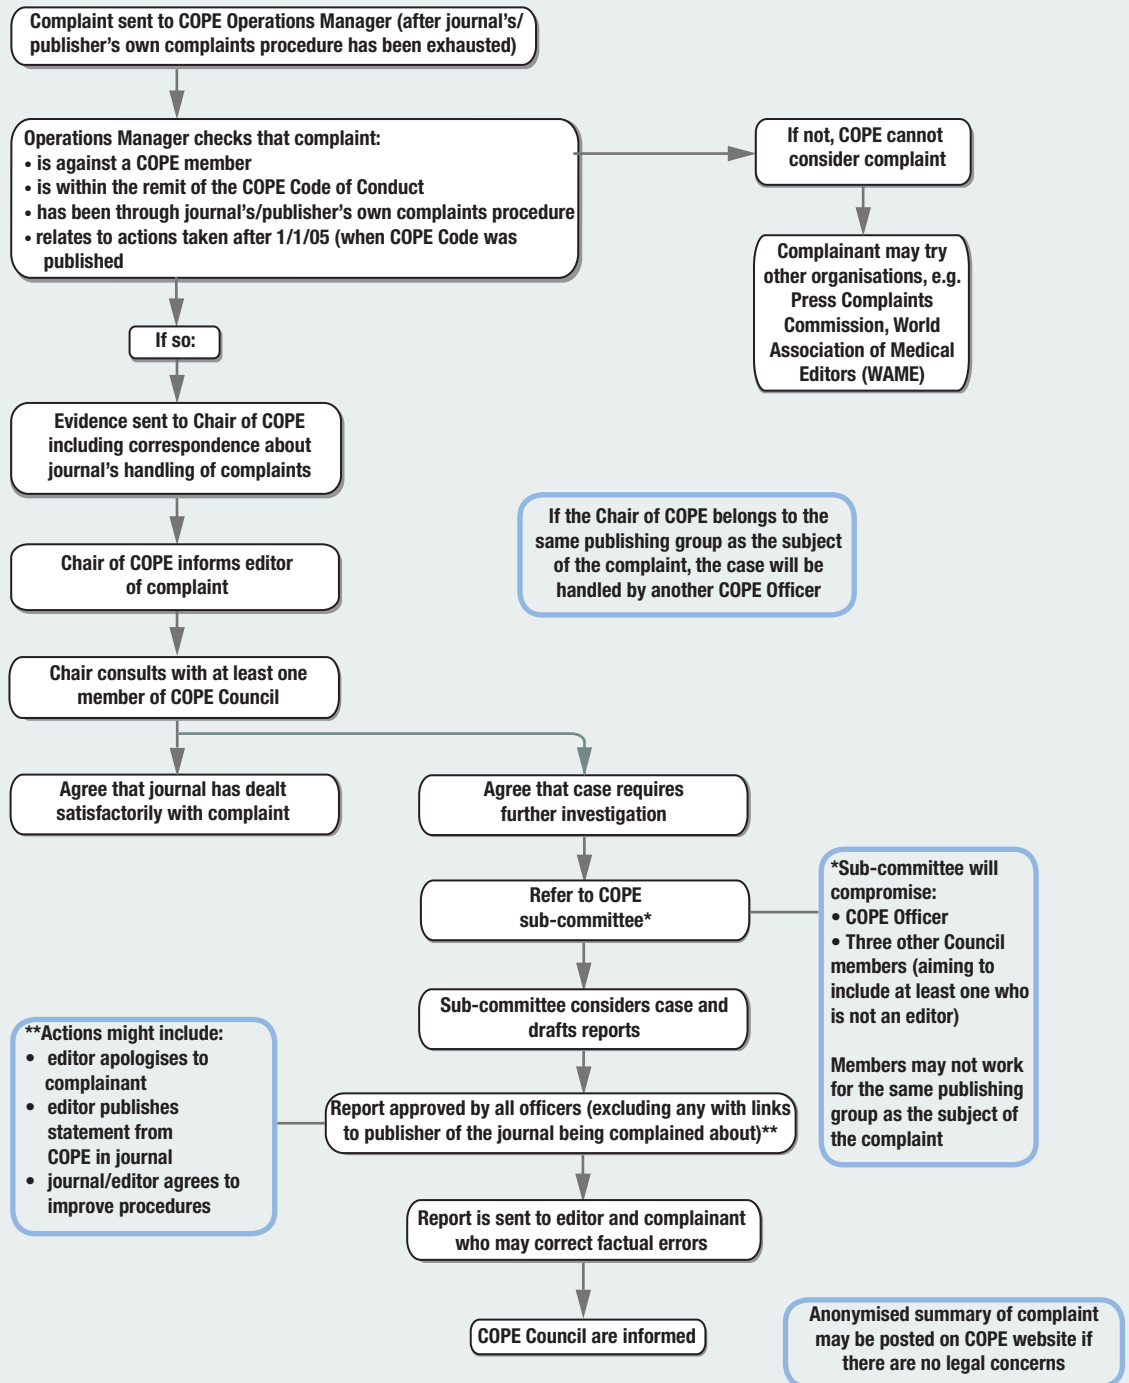 Complaint sent to COPE Operations Manager (after journal’s/
publisher’s own complaints procedure has been exhausted)
Operations Manager checks that complaint:
• is against a COPE member
• is within the remit of the COPE Code of Conduct
• has been through journal’s/publisher’s own complaints procedure
• relates to actions taken after 1/1/05 (when COPE Code was
published
If not, COPE cannot
consider complaint
Complainant may try
other organisations, e.g.
Press Complaints
Commission, World
Association of Medical
Editors (WAME)
If so:
Evidence sent to Chair of COPE
including correspondence about
journal’s handling of complaints
If the Chair of COPE belongs to the
same publishing group as the subject
of the complaint, the case will be
handled by another COPE Officer
Chair of COPE informs editor
of complaint
Chair consults with at least one
member of COPE Council
Agree that journal has dealt
satisfactorily with complaint
Agree that case requires
further investigation
Refer to COPE
sub-committee*
*Sub-committee will
compromise:
• COPE Officer
• Three other Council
members (aiming to
include at least one who
is not an editor)
Members may not work
for the same publishing
group as the subject of
the complaint
Sub-committee considers case and
drafts reports
**Actions might include:
• editor apologises to
complainant
• editor publishes
statement from
COPE in journal
• journal/editor agrees to
improve procedures
Report approved by all officers (excluding any with links
to publisher of the journal being complained about)**
Report is sent to editor and complainant
who may correct factual errors
COPE Council are informed
Anonymised summary of complaint
may be posted on COPE website if
there are no legal concerns